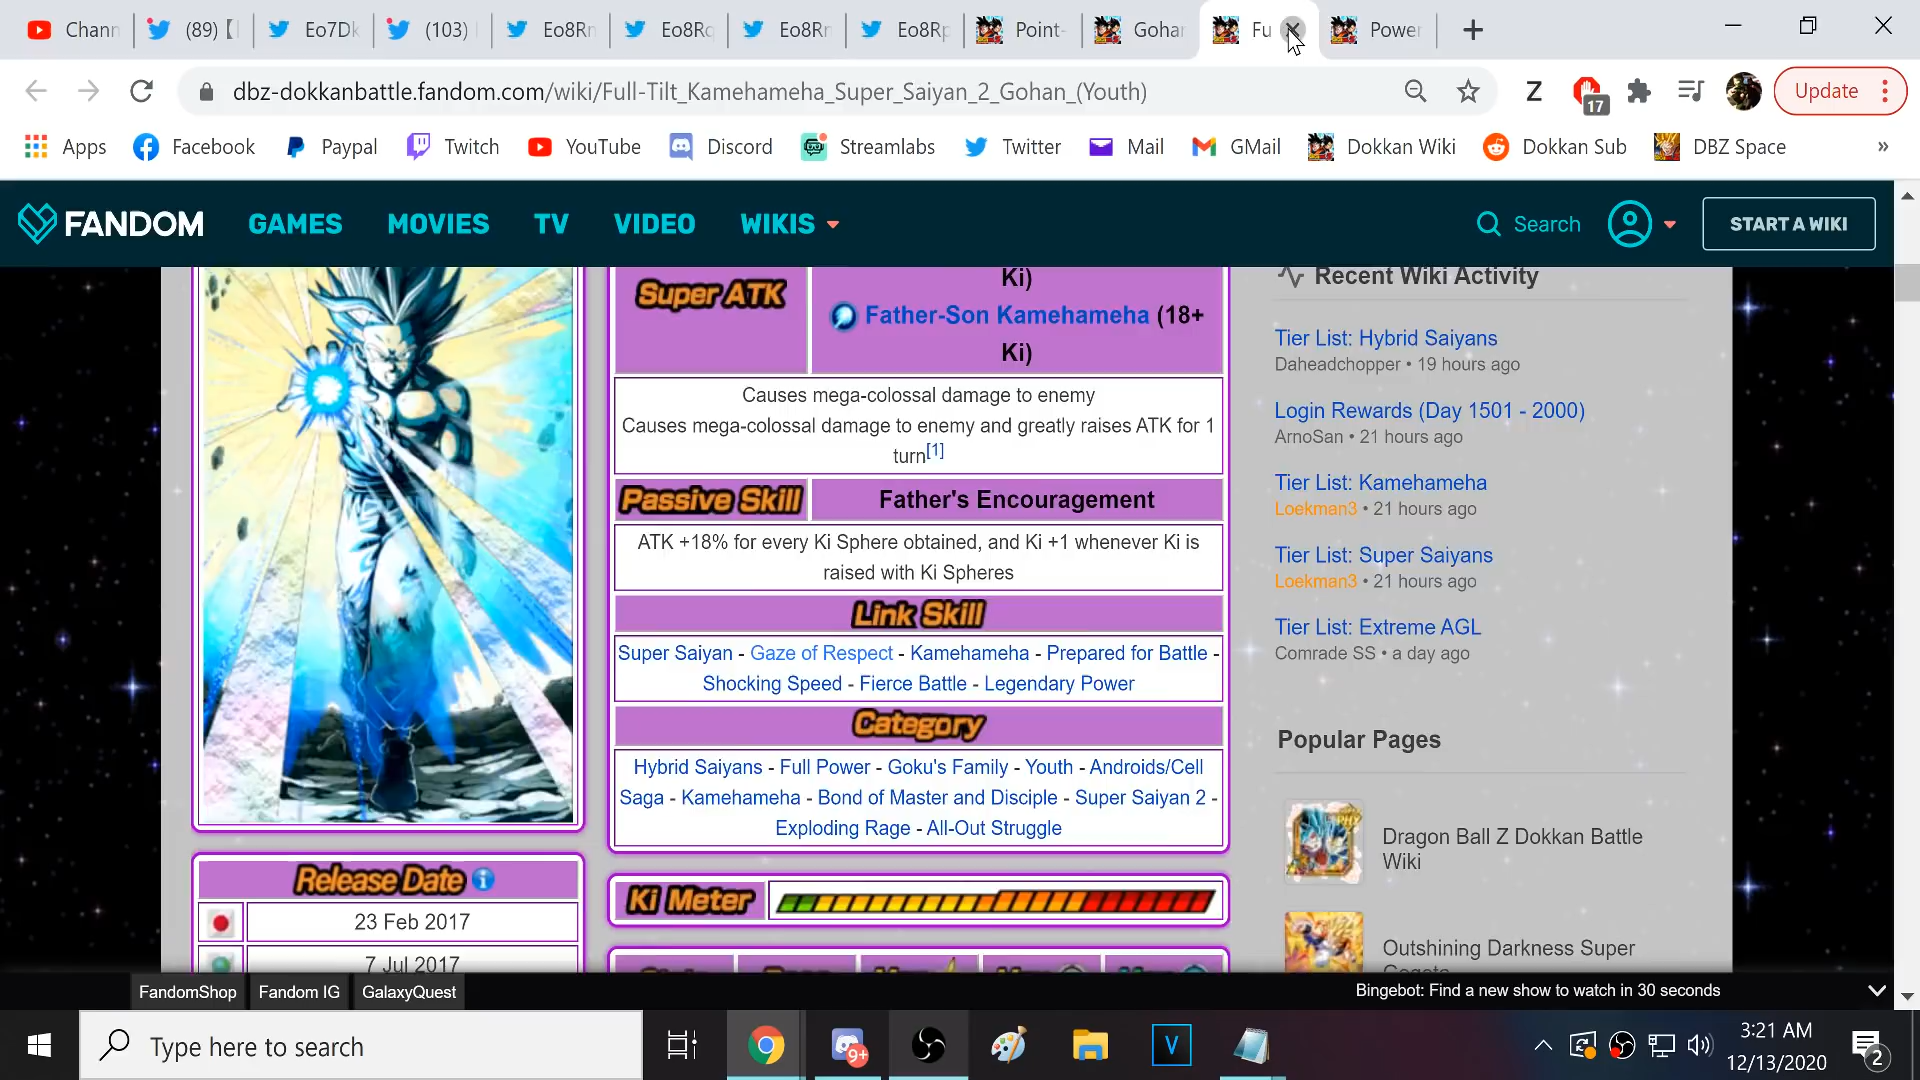 Chann
(89)
Eo7Dk
(103)
Eo8Rn
Eo8Rq
Eo8Rn
Eo8Rp
Point-
Gohan
Fu
Power
dbz-dokkanbattle.fandom.com/wiki/Full-Tilt_Kamehameha_Super_Saiyan_2_Gohan_(Youth)
Z
17
Update
Apps
Facebook
Paypal
Twitch
YouTube
Discord
Streamlabs
Twitter
Mail
GMail
Dokkan Wiki
Dokkan Sub
DBZ Space
»
FANDOM
GAMES
MOVIES
TV
VIDEO
WIKIS
Search
START A WIKI
Super ATK
Ki)
Father-Son Kamehameha (18+
Ki)
Causes mega-colossal damage to enemy
Causes mega-colossal damage to enemy and greatly raises ATK for 1
turn[1]
Passive Skill
Father's Encouragement
ATK +18% for every Ki Sphere obtained, and Ki +1 whenever Ki is
raised with Ki Spheres
Link Skill
Super Saiyan - Gaze of Respect - Kamehameha - Prepared for Battle -
Shocking Speed - Fierce Battle - Legendary Power
Category
Hybrid Saiyans - Full Power - Goku's Family - Youth - Androids/Cell
Saga - Kamehameha - Bond of Master and Disciple - Super Saiyan 2 -
Exploding Rage - All-Out Struggle
Ki Meter
Release Date
23 Feb 2017
7 Jul 2017
Recent Wiki Activity
Tier List: Hybrid Saiyans
Daheadchopper • 19 hours ago
Login Rewards (Day 1501 - 2000)
ArnoSan • 21 hours ago
Tier List: Kamehameha
Loekman3 • 21 hours ago
Tier List: Super Saiyans
Loekman3 • 21 hours ago
Tier List: Extreme AGL
Comrade SS • a day ago
Popular Pages
Dragon Ball Z Dokkan Battle
Wiki
Outshining Darkness Super
FandomShop
Fandom IG
GalaxyQuest
Bingebot: Find a new show to watch in 30 seconds
Type here to search
9+
V
3:21 AM
12/13/2020
2